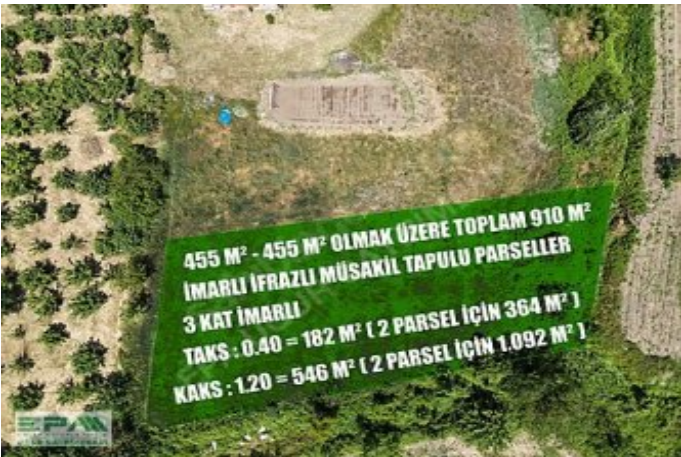 455 M² - 455 M² OLMAK ÜZERE TOPLAM 910 M²
İMARLI İFRAZLI MÜSAKİL TAPULU PARSELLER
3 KAT İMARLI
TAKS : 0.40 = 182 M² ( 2 PARSEL İÇİN 364 M² )
KAKS : 1.20 = 546 M² ( 2 PARSEL İÇİN 1.092 M² )
EPA